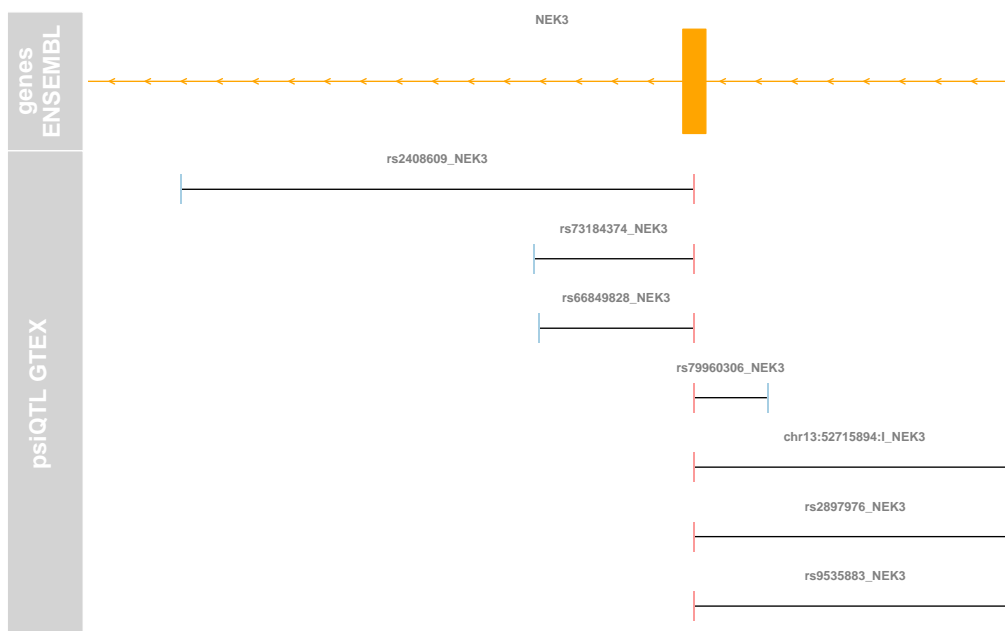 genes
ENSEMBL
NEK3
psiQTL GTEX
rs2408609_NEK3
rs73184374_NEK3
rs66849828_NEK3
rs79960306_NEK3
chr13:52715894:I_NEK3
rs2897976_NEK3
rs9535883_NEK3